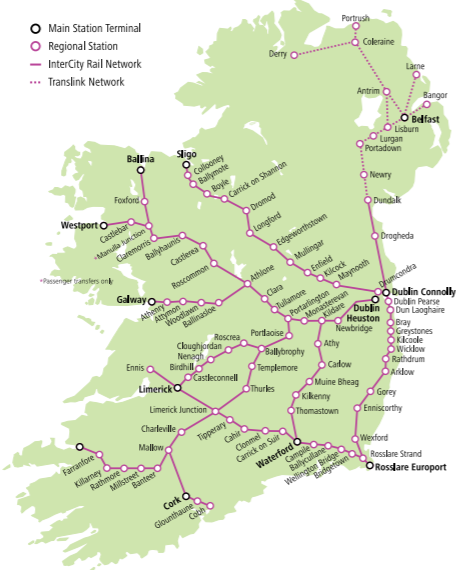 Main Station Terminal
Regional Station
InterCity Rail Network
Translink Network
Portrush
Coleraine
Derry
Larne
Antrim
Bangor
Belfast
Lisburn
Lurgan
Portadown
Newry
Dundalk
Drogheda
Ballina
Sligo
Collooney
Ballymote
Boyle
Carrick on Shannon
Dromod
Longford
Edgeworthstown
Mullingar
Enfield
Kilcock
Maynooth
Drumcondra
Foxford
Westport
Castlebar
*Manulla Junction
Claremorris
Ballyhaunis
Castlerea
Roscommon
*Passenger transfers only
Athlone
Galway
Athenry
Attymon
Woodlawn
Ballinasloe
Clara
Tullamore
Portarlington
Monasterevan
Kildare
Newbridge
Dublin Connolly
Dublin
Heuston
Dublin Pearse
Dun Laoghaire
Bray
Greystones
Kilcoole
Wicklow
Rathdrum
Arklow
Gorey
Enniscorthy
Wexford
Rosslare Strand
Rosslare Europort
Portlaoise
Roscrea
Cloughjordan
Nenagh
Birdhill
Castleconnell
Ballybrophy
Templemore
Thurles
Athy
Carlow
Muine Bheag
Kilkenny
Thomastown
Ennis
Limerick
Limerick Junction
Tipperary
Cahir
Clonmel
Carrick on Suir
Waterford
Campile
Ballycullane
Wellington Bridge
Bridgetown
Charleville
Mallow
Banteer
Millstreet
Rathmore
Killarney
Farranfore
Cork
Glounthaune
Cobh